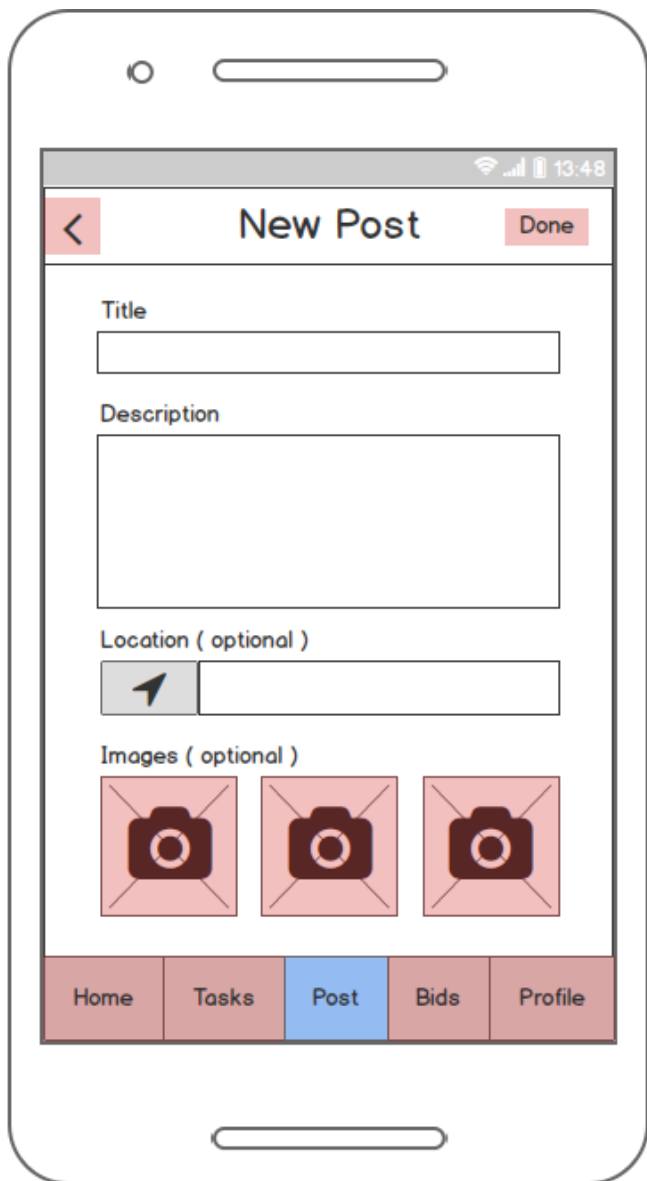 13:48
New Post Done
Title
Description
Location ( optional )
Images ( optional )
Home Tasks Post Bids Profile